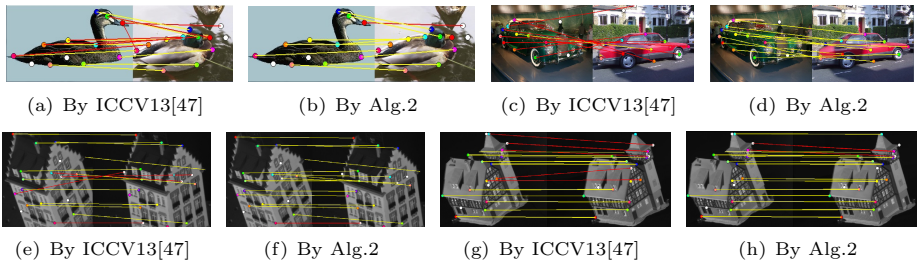 (a) By ICCV13[47] (b) By Alg.2 (c) By ICCV13[47] (d) By Alg.2
(e) By ICCV13[47] (f) By Alg.2 (g) By ICCV13[47] (h) By Alg.2